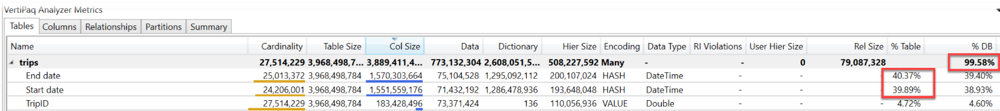 VertiPaq Analyzer Metrics
Tables Columns Relationships Partitions Summary
Name Cardinality Table Size Col Size Data Dictionary Hier Size Encoding Data Type RI Violations User Hier Size Rel Size % Table % DB
trips 27,514,229 3,968,498,7... 3,889,411,4... 773,132,304 2,608,051,5... 508,227,592 Many - - 0 79,087,328 99.58%
End date 25,013,372 3,968,498,784 1,570,303,664 75,104,528 1,295,092,112 200,107,024 HASH DateTime - - - 40.37% 39.40%
Start date 24,206,001 3,968,498,784 1,551,559,176 71,432,192 1,286,478,936 193,648,048 HASH DateTime - - - 39.89% 38.93%
TripID 27,514,229 3,968,498,784 183,428,496 73,371,424 136 110,056,936 VALUE Double - - - 4.72% 4.60%